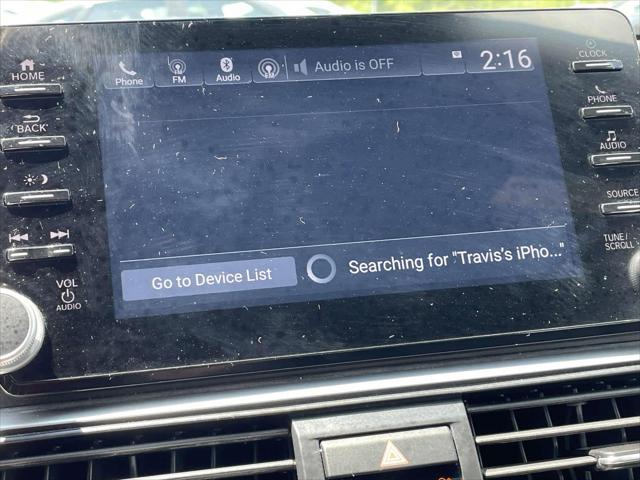 HOME
BACK
VOL
AUDIO
Phone
FM
Audio
Audio is OFF
2:16
Go to Device List
Searching for "Travis's iPho..."
CLOCK
PHONE
AUDIO
SOURCE
TUNE/
SCROLL